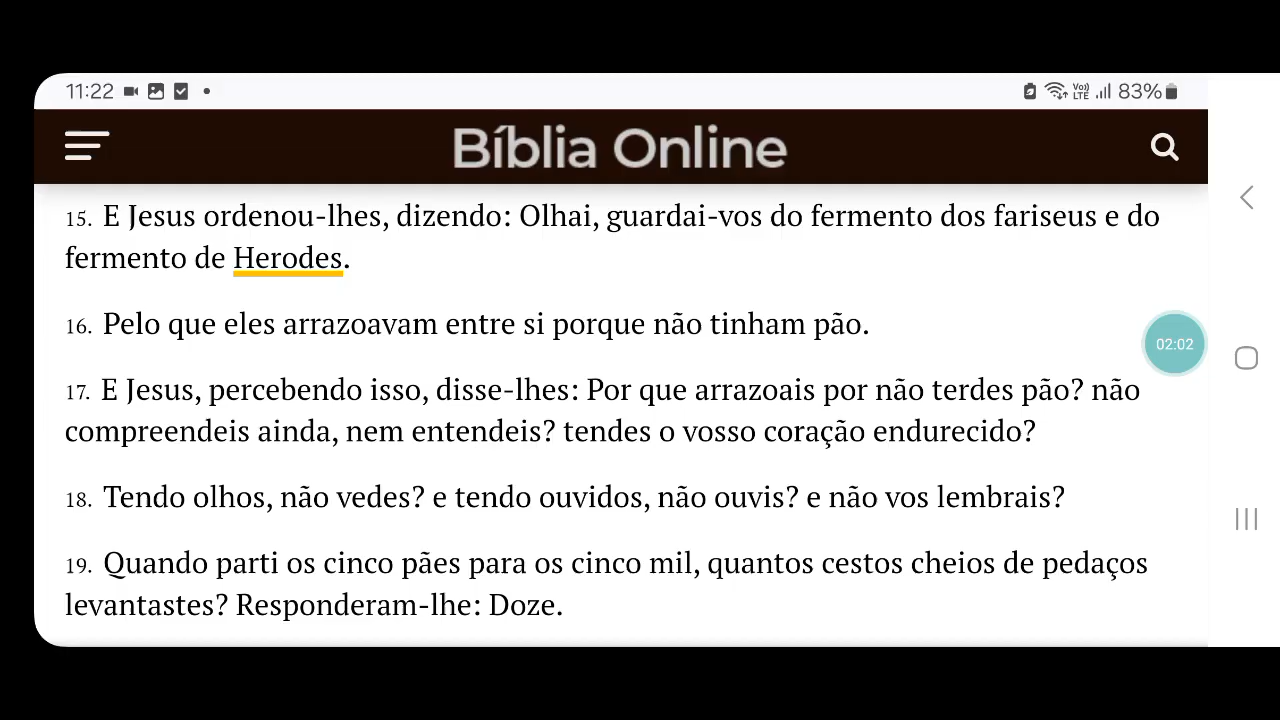 11:22
Vo))
LTE
83%
Bíblia Online
15. E Jesus ordenou-lhes, dizendo: Olhai, guardai-vos do fermento dos fariseus e do
fermento de Herodes.
16. Pelo que eles arrazoavam entre si porque não tinham pão.
02:02
17. E Jesus, percebendo isso, disse-lhes: Por que arrazoais por não terdes pão? não
compreendeis ainda, nem entendeis? tendes o vosso coração endurecido?
18. Tendo olhos, não vedes? e tendo ouvidos, não ouvis? e não vos lembrais?
19. Quando parti os cinco pães para os cinco mil, quantos cestos cheios de pedaços
levantastes? Responderam-lhe: Doze.